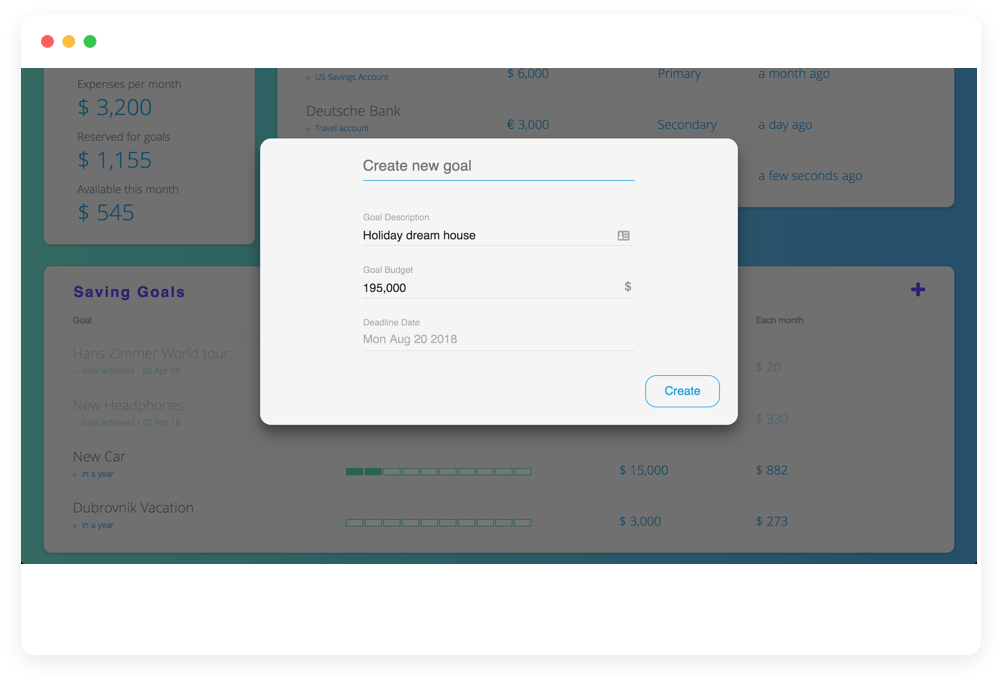 Expenses per month
$ 3,200
Reserved for goals
$ 1,155
Available this month
$ 545
US Savings Account $ 6,000 Primary a month ago
Deutsche Bank
Travel account € 3,000 Secondary a day ago
a few seconds ago
Create new goal
Goal Description
Holiday dream house
Goal Budget
195,000 $
Deadline Date
Mon Aug 20 2018
Create
Saving Goals +
Goal Each month
Hans Zimmer World tour
Goal achieved - 02 Apr 18 $ 20
New Headphones
Goal achieved - 02 Feb 18 $ 330
New Car
in a year $ 15,000 $ 882
Dubrovnik Vacation
in a year $ 3,000 $ 273